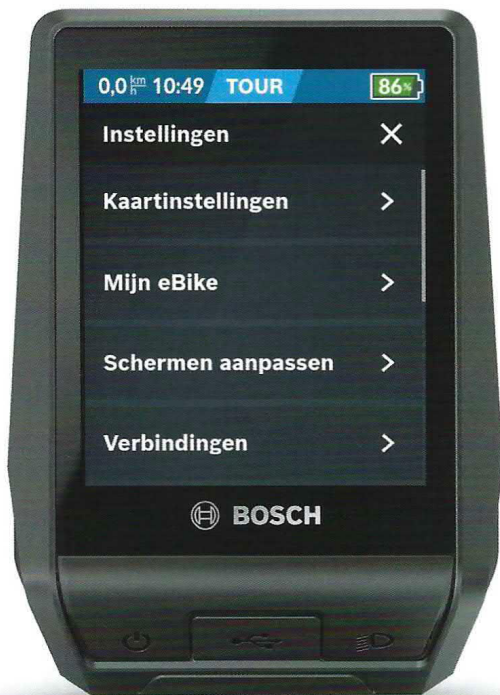 0,0 km/h 10:49 TOUR 86%
Instellingen
Kaartinstellingen
Mijn eBike
Schermen aanpassen
Verbindingen
BOSCH